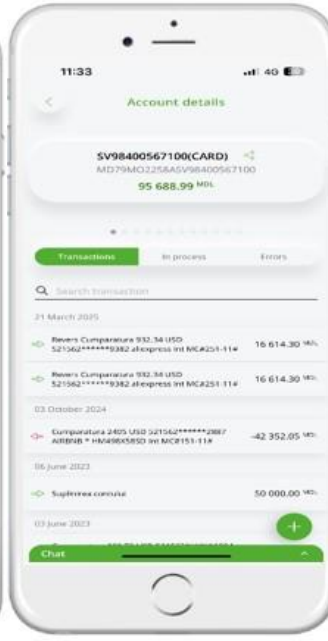 11:33
4G
Account details
SV98400567100(CARD)
MD79MO2258ASV98400567100
95 688.99 MDL
Transactions In process Errors
Search transaction
21 March 2025
Revers Cumparatura 932.34 USD
521562******9382 aliexpress Int MC#251-11# 16 614.30 MDL
Revers Cumparatura 932.34 USD
521562******9382 aliexpress Int MC#251-11# 16 614.30 MDL
03 October 2024
Cumparatura 2405 USD 521562******2887
AIRBNB * HM498X585D Int MC#151-11# -42 352.05 MDL
06 June 2023
Suplinirea contului 50 000.00 MDL
03 June 2023
Chat